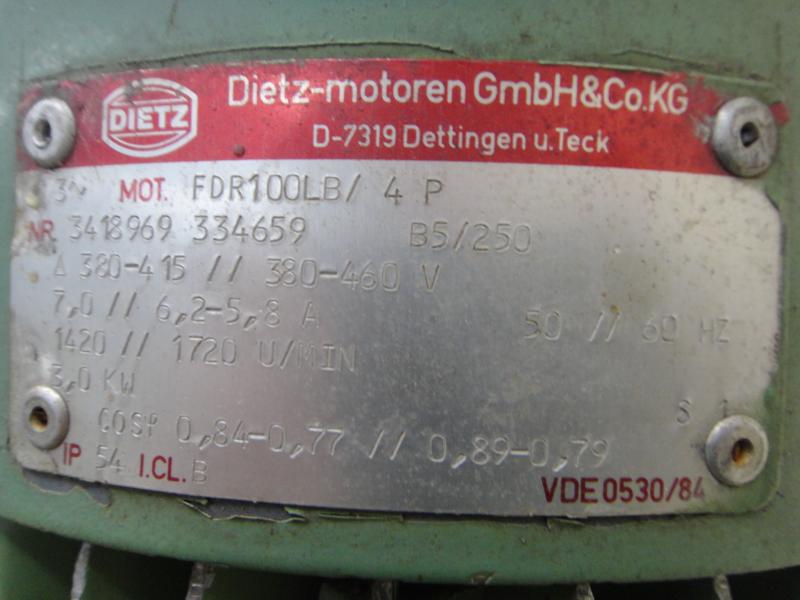 DIETZ
Dietz-motoren GmbH&Co.KG
D-7319 Dettingen u.Teck
3~ MOT. FDR100LB/ 4 P
NR. 3418969 334659 B5/250
Δ 380-415 // 380-460 V
7,0 // 6,2-5,8 A 50 // 60 HZ
1420 // 1720 U/MIN
3,0 KW S 1
COSφ 0,84-0,77 // 0,89-0,79
IP 54 I.CL. B VDE0530/84